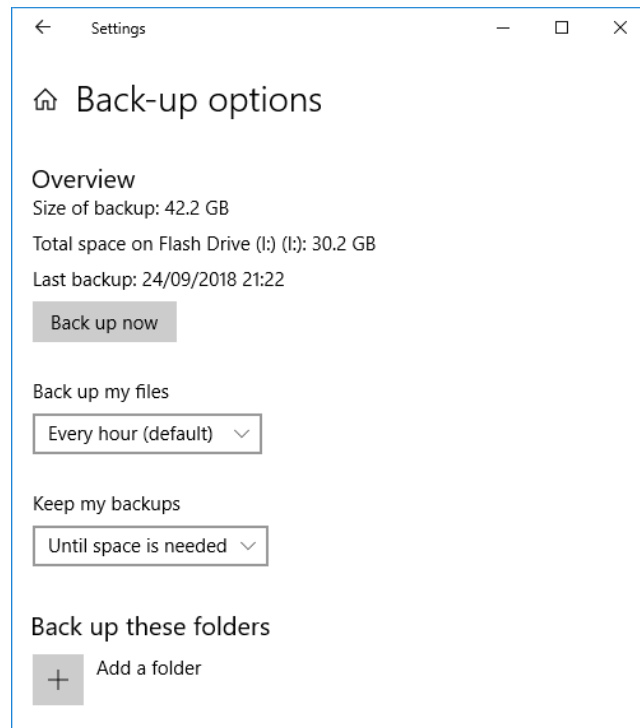 Settings
Back-up options
Overview
Size of backup: 42.2 GB
Total space on Flash Drive (I:) (I:): 30.2 GB
Last backup: 24/09/2018 21:22
Back up now
Back up my files
Every hour (default)
Keep my backups
Until space is needed
Back up these folders
Add a folder